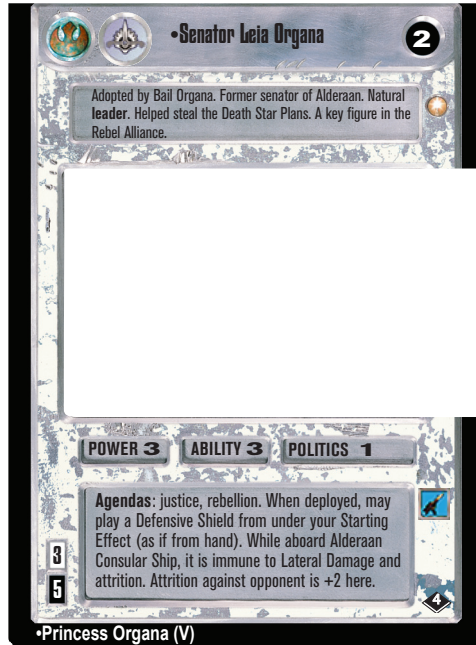 •Senator Leia Organa
2
Adopted by Bail Organa. Former senator of Alderaan. Natural
leader. Helped steal the Death Star Plans. A key figure in the
Rebel Alliance.
POWER 3 ABILITY 3 POLITICS 1
Agendas: justice, rebellion. When deployed, may
play a Defensive Shield from under your Starting
Effect (as if from hand). While aboard Alderaan
Consular Ship, it is immune to Lateral Damage and
attrition. Attrition against opponent is +2 here.
3
5
4
•Princess Organa (V)